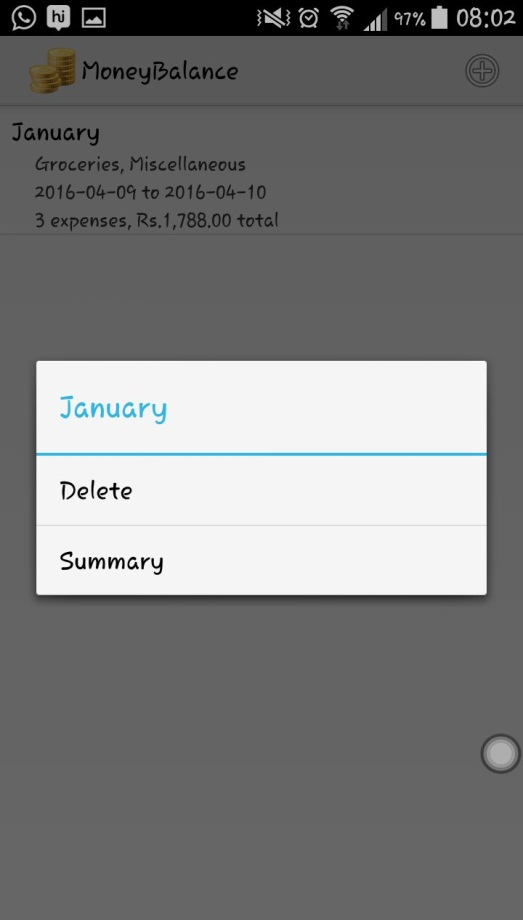 hi 97% 08:02
MoneyBalance
January
Groceries, Miscellaneous
2016-04-09 to 2016-04-10
3 expenses, Rs.1,788.00 total
January
Delete
Summary